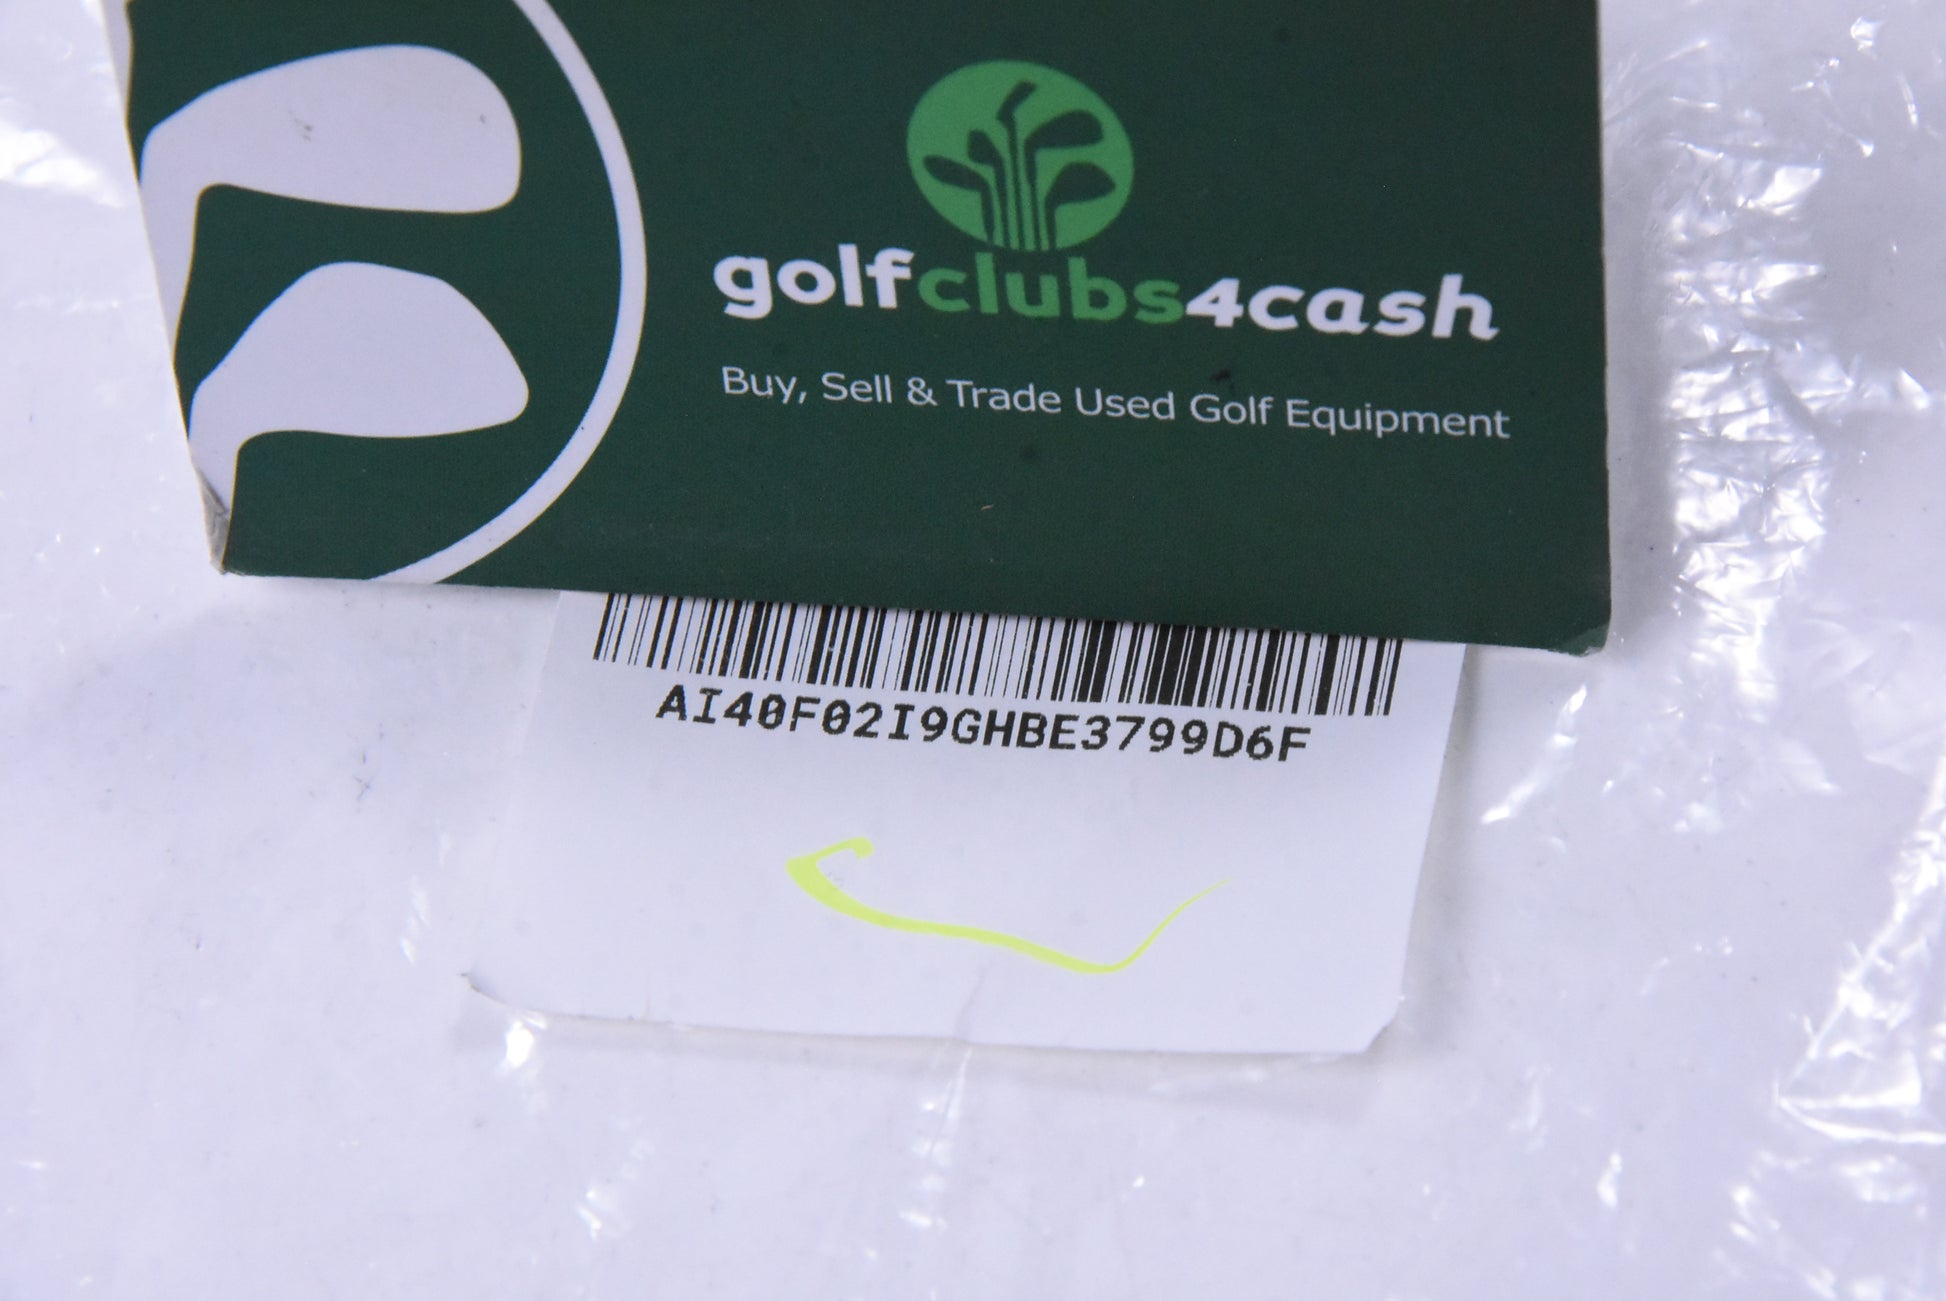 golfclubs4cash
Buy, Sell & Trade Used Golf Equipment
AI40F02I9GHBE3799D6F